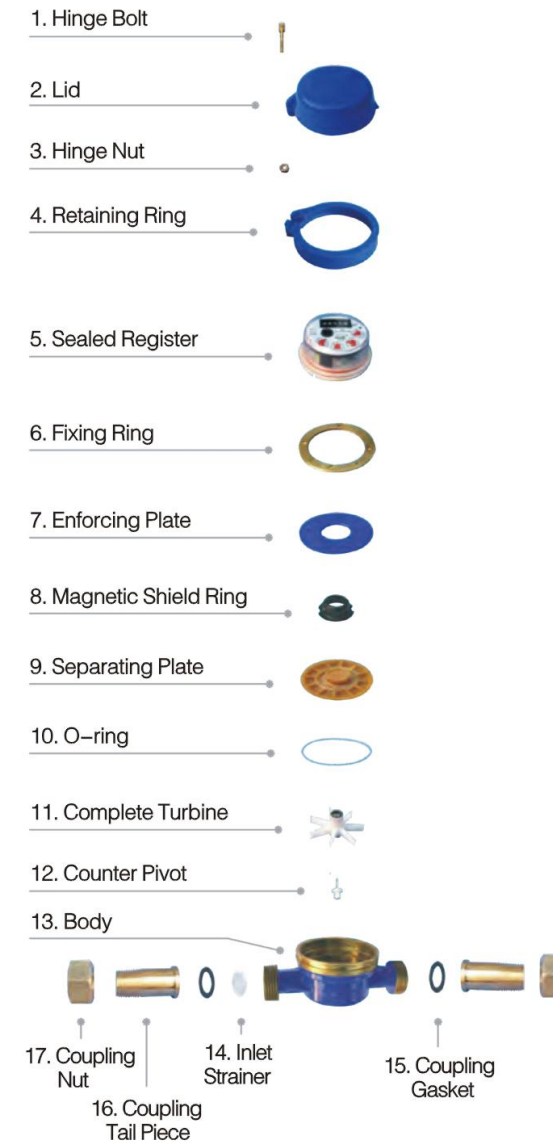 1. Hinge Bolt
2. Lid
3. Hinge Nut
4. Retaining Ring
5. Sealed Register
6. Fixing Ring
7. Enforcing Plate
8. Magnetic Shield Ring
9. Separating Plate
10. O-ring
11. Complete Turbine
12. Counter Pivot
13. Body
17. Coupling
Nut
16. Coupling
Tail Piece
14. Inlet
Strainer
15. Coupling
Gasket